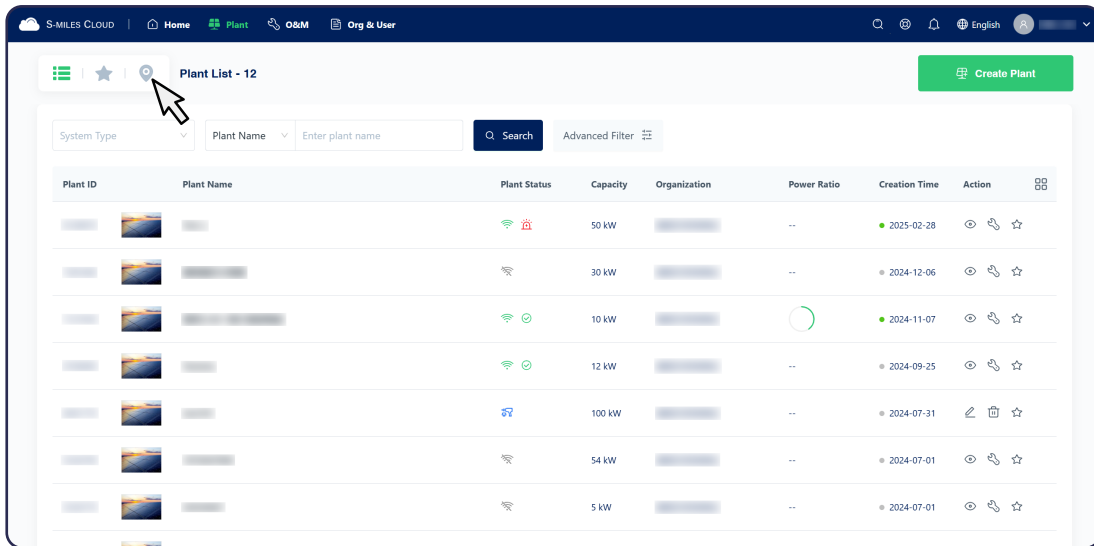 S-MILES CLOUD | Home Plant O&M Org & User English A
Plant List - 12 Create Plant
System Type Plant Name Enter plant name Search Advanced Filter
Plant ID Plant Name Plant Status Capacity Organization Power Ratio Creation Time Action
50 kW -- 2025-02-28
30 kW -- 2024-12-06
10 kW 2024-11-07
12 kW -- 2024-09-25
100 kW -- 2024-07-31
54 kW -- 2024-07-01
5 kW -- 2024-07-01